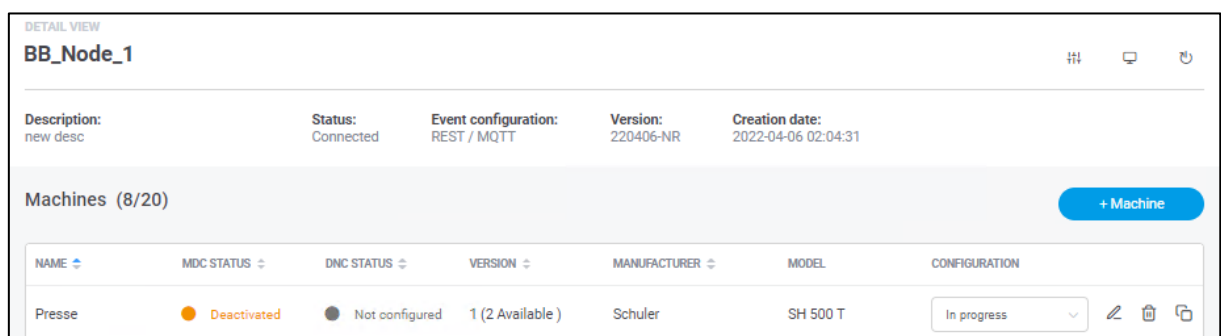 DETAIL VIEW
BB_Node_1
Description: Status: Event configuration: Version: Creation date:
new desc Connected REST / MQTT 220406-NR 2022-04-06 02:04:31
Machines (8/20) + Machine
NAME MDC STATUS DNC STATUS VERSION MANUFACTURER MODEL CONFIGURATION
Presse Deactivated Not configured 1 (2 Available ) Schuler SH 500 T In progress